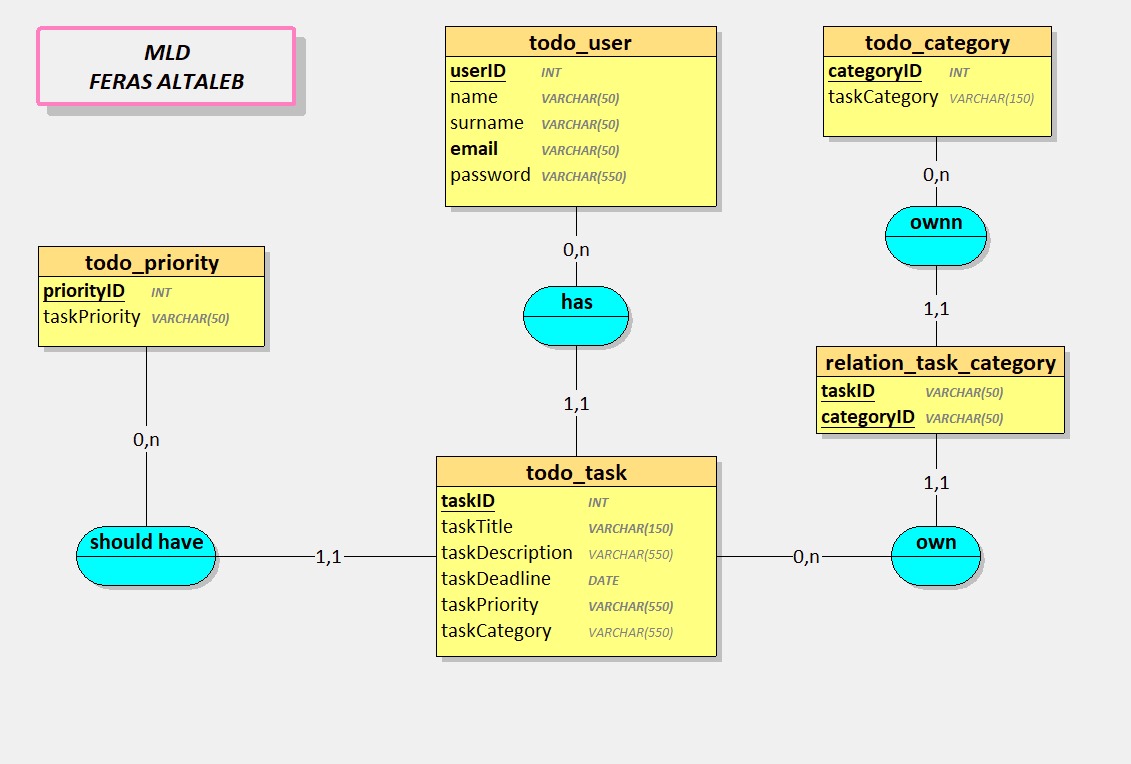 MLD
FERAS ALTALEB
todo_user
userID INT
name VARCHAR(50)
surname VARCHAR(50)
email VARCHAR(50)
password VARCHAR(550)
todo_category
categoryID INT
taskCategory VARCHAR(150)
0,n
ownn
1,1
0,n
has
1,1
todo_priority
priorityID INT
taskPriority VARCHAR(50)
0,n
should have
1,1
relation_task_category
taskID VARCHAR(50)
categoryID VARCHAR(50)
1,1
own
0,n
todo_task
taskID INT
taskTitle VARCHAR(150)
taskDescription VARCHAR(550)
taskDeadline DATE
taskPriority VARCHAR(550)
taskCategory VARCHAR(550)